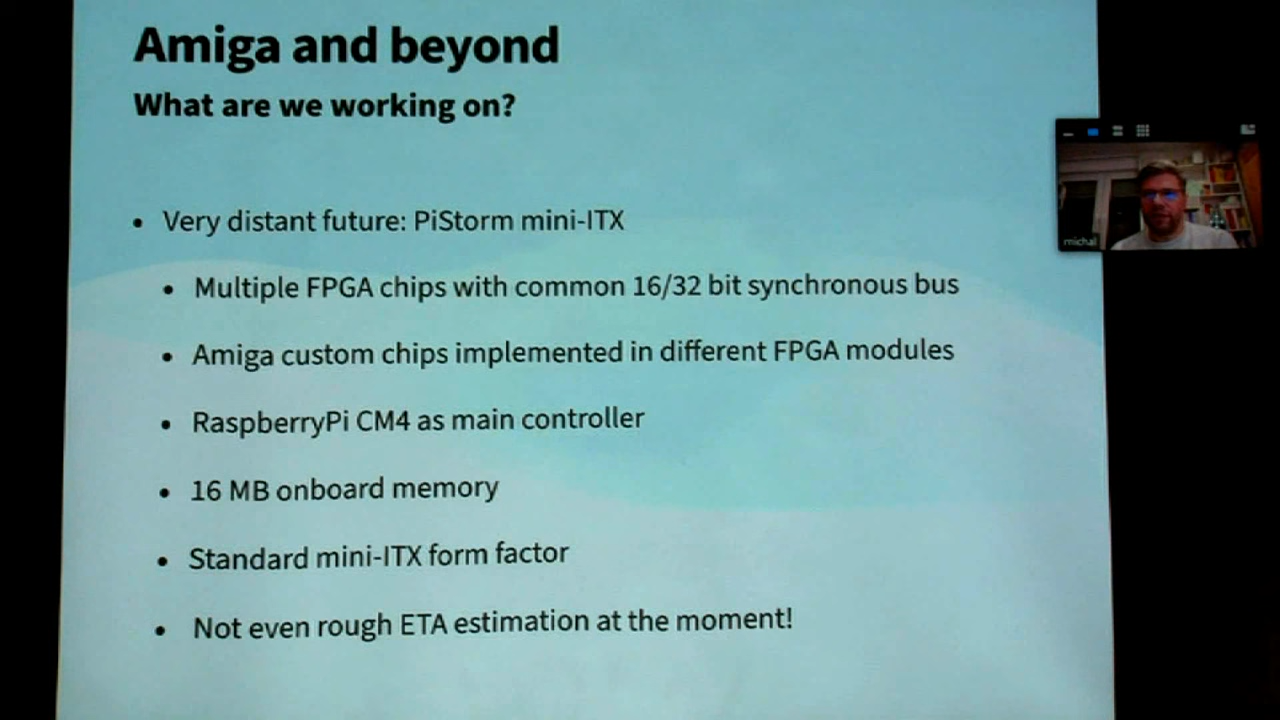 Amiga and beyond
What are we working on?
• Very distant future: PiStorm mini-ITX
• Multiple FPGA chips with common 16/32 bit synchronous bus
• Amiga custom chips implemented in different FPGA modules
• RaspberryPi CM4 as main controller
• 16 MB onboard memory
• Standard mini-ITX form factor
• Not even rough ETA estimation at the moment!
michal